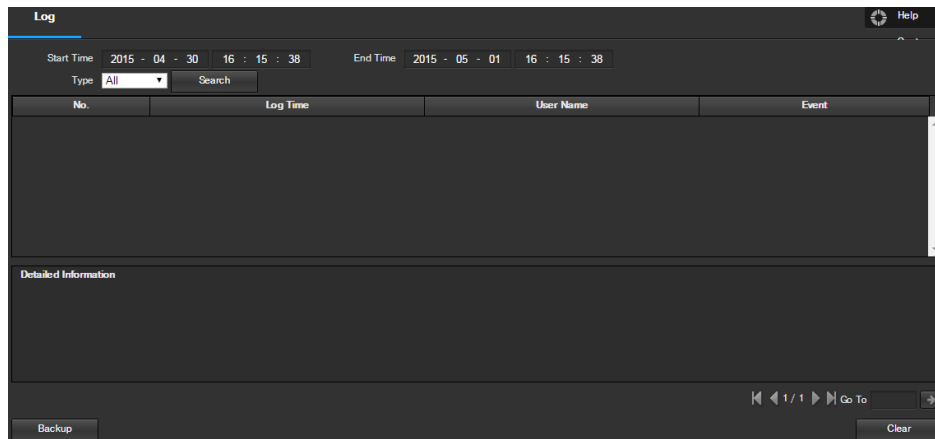 Log
Help
Start Time 2015 - 04 - 30 16 : 15 : 38 End Time 2015 - 05 - 01 16 : 15 : 38
Type All Search
No. Log Time User Name Event
Detailed Information
1 / 1 Go To
Backup Clear